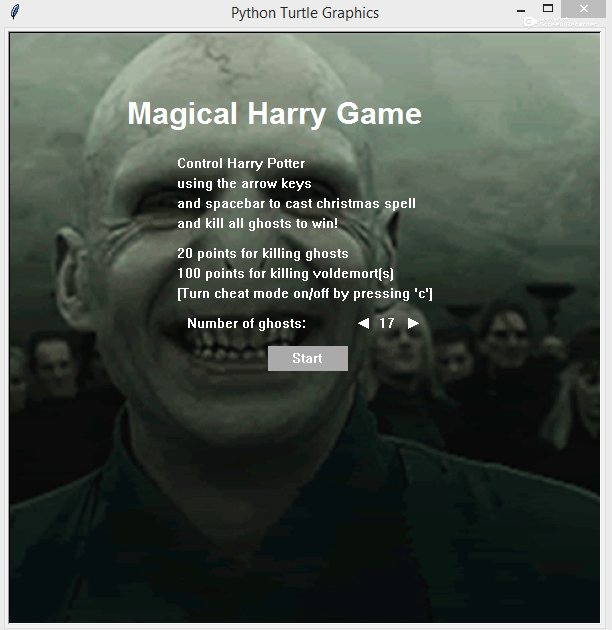 Python Turtle Graphics
Magical Harry Game
Control Harry Potter
using the arrow keys
and spacebar to cast christmas spell
and kill all ghosts to win!
20 points for killing ghosts
100 points for killing voldemort(s)
[Turn cheat mode on/off by pressing 'c']
Number of ghosts: ◀ 17 ▶
Start